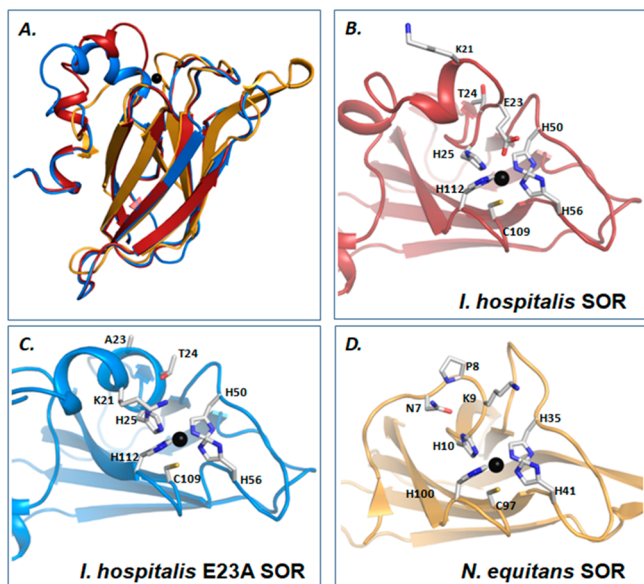 A.
B.
K21
T24
E23
H50
H25
H112
H56
C109
I. hospitalis SOR
C.
A23
T24
K21
H50
H25
H112
C109
H56
I. hospitalis E23A SOR
D.
P8
K9
N7
H35
H10
H100
C97
H41
N. equitans SOR